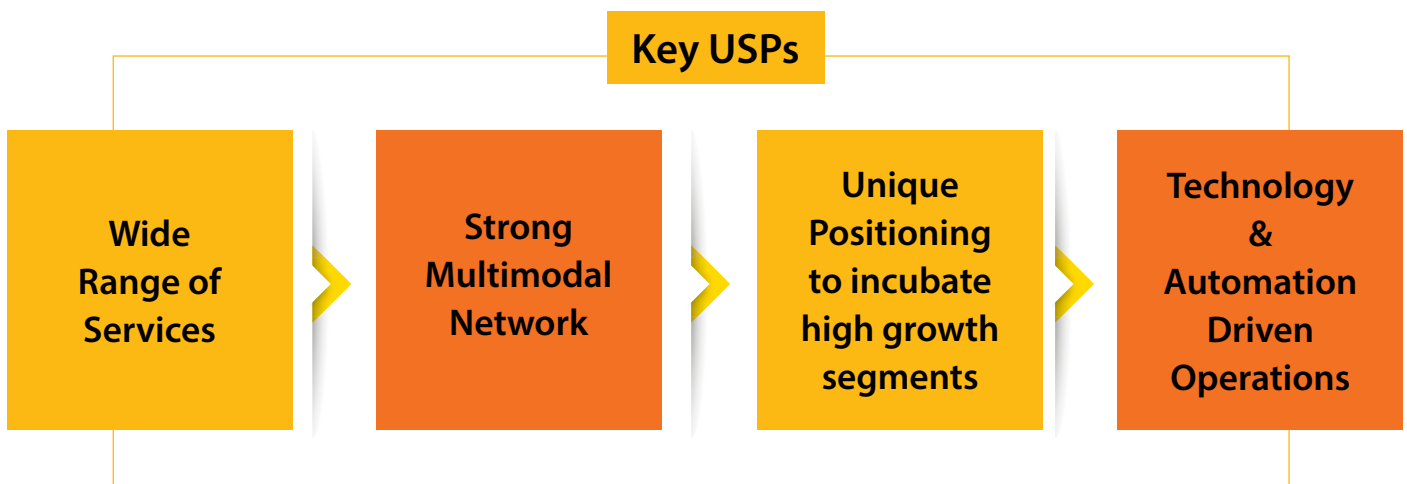 Key USPs
Wide
Range of
Services
Strong
Multimodal
Network
Unique
Positioning
to incubate
high growth
segments
Technology
&
Automation
Driven
Operations